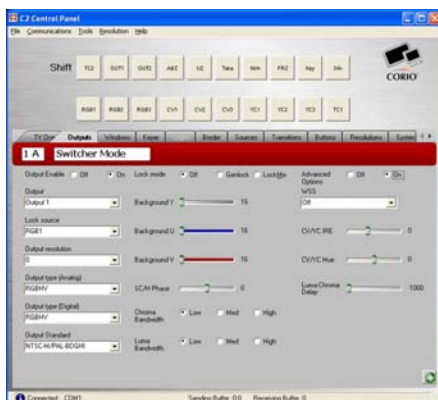 C2 Control Panel
File Communications Tools Resolution Help
Shift TC2 OUT1 OUT2 AB2 1/2 Take FRZ Key
CORIO
RGB1 RGB2 RGB3 CV1 CV2 CV3 YC1 YC2 YC3 TC1
Outputs Windows Keyer Border Sources Transitions Buttons Resolutions System
1 A Switcher Mode
Output Enable Off On Lock mode Off Genlock Advanced Options Off On
Output
Output 1
Background Y 16
WSS
Off
Lock source
RGB1
Background U 16
CV/YC IRE 0
Output resolution
0
Background V 16
CV/YC Hue 0
Output type (Analog)
RGBHV
SC/H Phase 0
Luma-Chroma Delay -1000
Output type (Digital)
RGBHV
Chroma Bandwidth Low Med High
Output Standard
NTSC-M/PAL-BDGHI
Luma Bandwidth Low Med High
Connected: COM1: Sending Buffer :0:0 Receiving Buffer :0